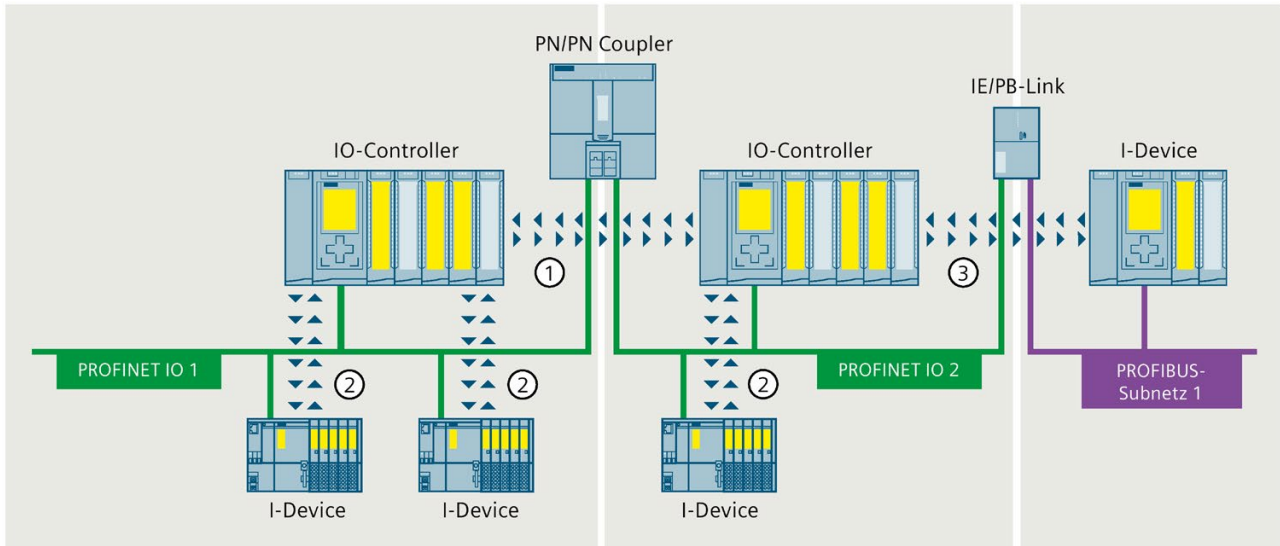 PN/PN Coupler
IE/PB-Link
IO-Controller
IO-Controller
I-Device
1
3
PROFINET IO 1
2
2
2
PROFINET IO 2
PROFIBUS-
Subnetz 1
I-Device
I-Device
I-Device